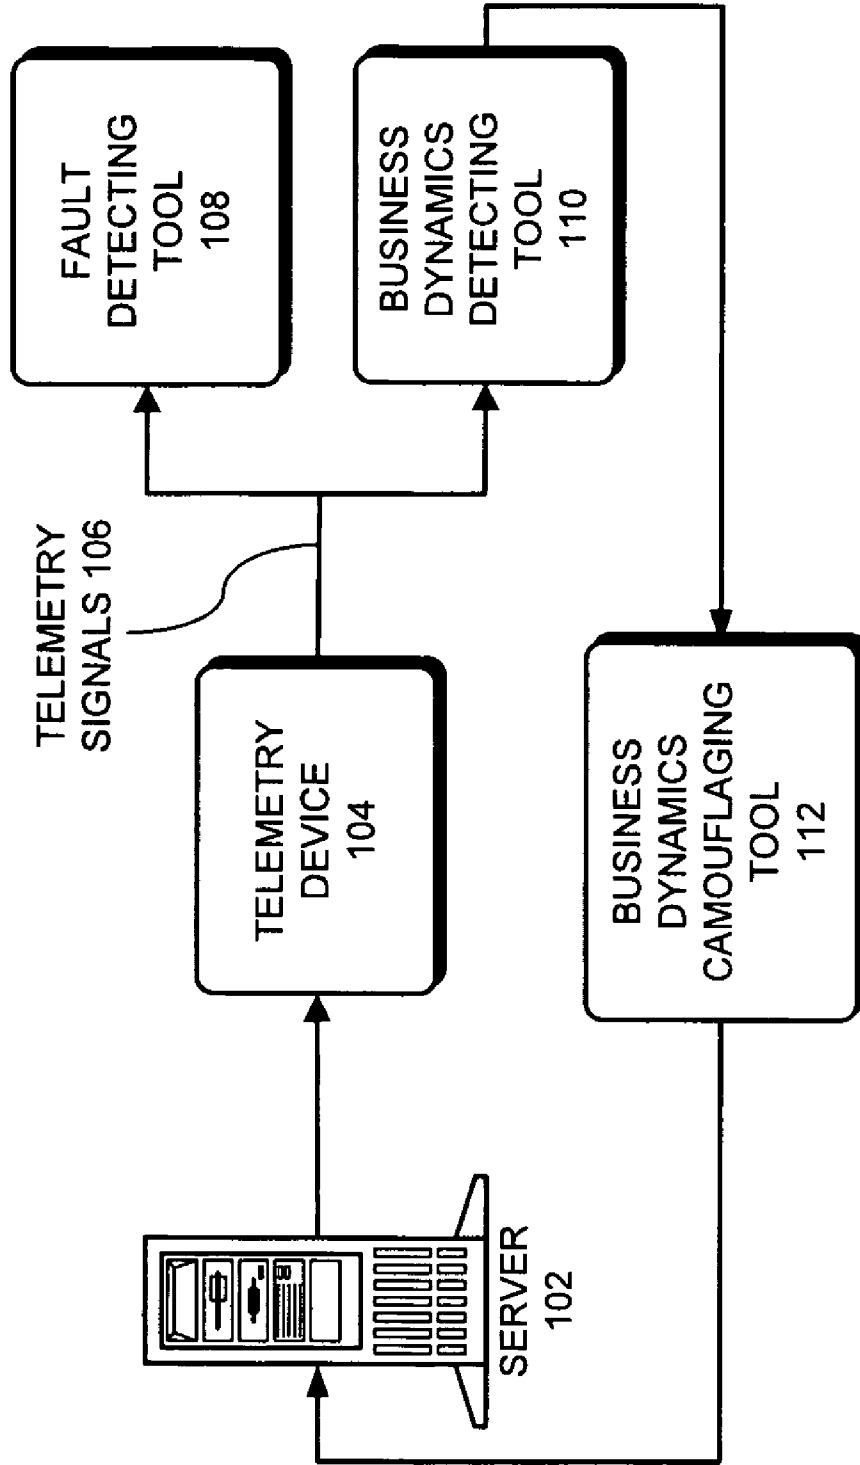 FAULT
DETECTING
TOOL
108
BUSINESS
DYNAMICS
DETECTING
TOOL
110
TELEMETRY
SIGNALS 106
TELEMETRY
DEVICE
104
BUSINESS
DYNAMICS
CAMOUFLAGING
TOOL
112
SERVER
102